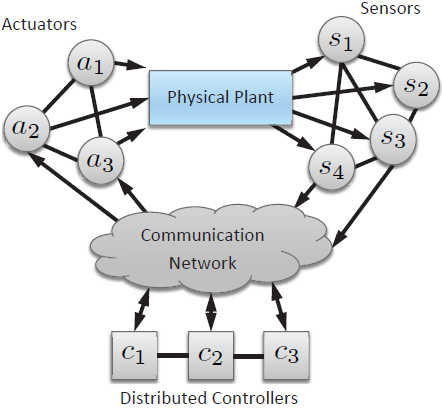 Actuators
Sensors
a1
s1
s2
Physical Plant
a2
s3
a3
s4
Communication
Network
c1
c2
c3
Distributed Controllers